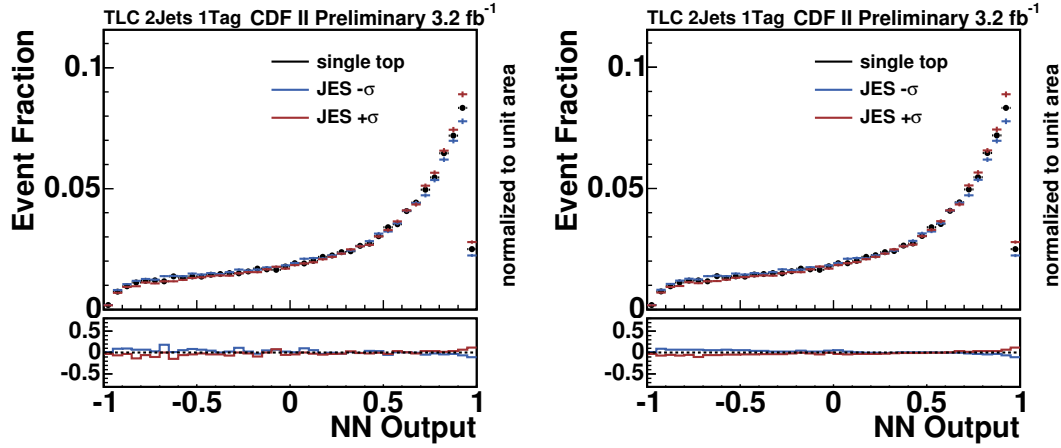 TLC 2Jets 1Tag CDF II Preliminary 3.2 fb-1
Event Fraction
normalized to unit area
single top
JES -σ
JES +σ
0.1
0.05
0
0.5
0
-0.5
-1 -0.5 0 0.5 1
NN Output
TLC 2Jets 1Tag CDF II Preliminary 3.2 fb-1
Event Fraction
normalized to unit area
single top
JES -σ
JES +σ
0.1
0.05
0
0.5
0
-0.5
-1 -0.5 0 0.5 1
NN Output